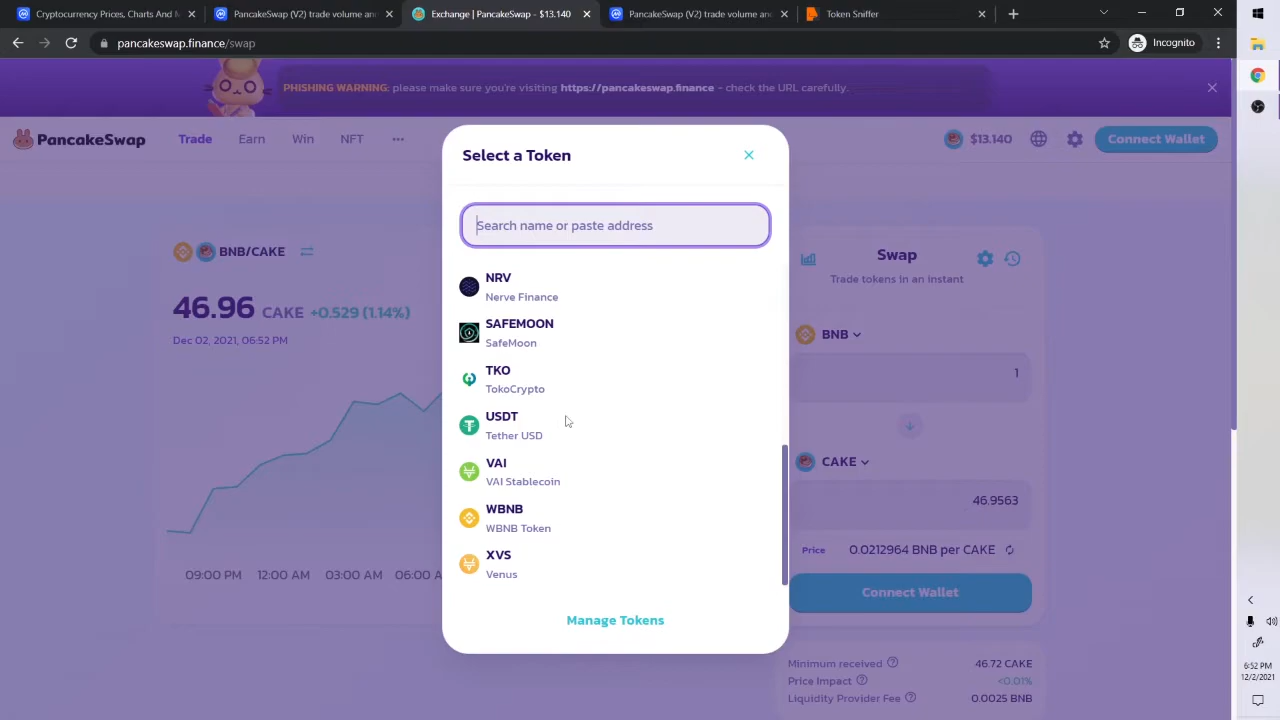 Cryptocurrency Prices, Charts And M
PancakeSwap (V2) trade volume an
Exchange | PancakeSwap - $13.140
PancakeSwap (V2) trade volume an
Token Sniffer
pancakeswap.finance/swap
Incognito
PHISHING WARNING: please make sure you're visiting https://pancakeswap.finance - check the URL carefully.
PancakeSwap
Trade
Earn
Win
NFT
$13.140
Connect Wallet
Select a Token
Search name or paste address
NRV
Nerve Finance
SAFEMOON
SafeMoon
TKO
TokoCrypto
USDT
Tether USD
VAI
VAI Stablecoin
WBNB
WBNB Token
XVS
Venus
Manage Tokens
BNB/CAKE
46.96 CAKE +0.529 (1.14%)
Dec 02, 2021, 06:52 PM
09:00 PM 12:00 AM 03:00 AM 06:00 A
Swap
Trade tokens in an instant
BNB
1
CAKE
46.9563
Price 0.0212964 BNB per CAKE
Connect Wallet
Minimum received 46.72 CAKE
Price Impact <0.01%
Liquidity Provider Fee 0.0025 BNB
6:52 PM
12/2/2021